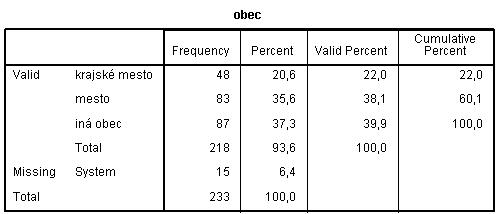 obec
Frequency Percent Valid Percent Cumulative Percent
Valid krajské mesto 48 20,6 22,0 22,0
mesto 83 35,6 38,1 60,1
iná obec 87 37,3 39,9 100,0
Total 218 93,6 100,0
Missing System 15 6,4
Total 233 100,0